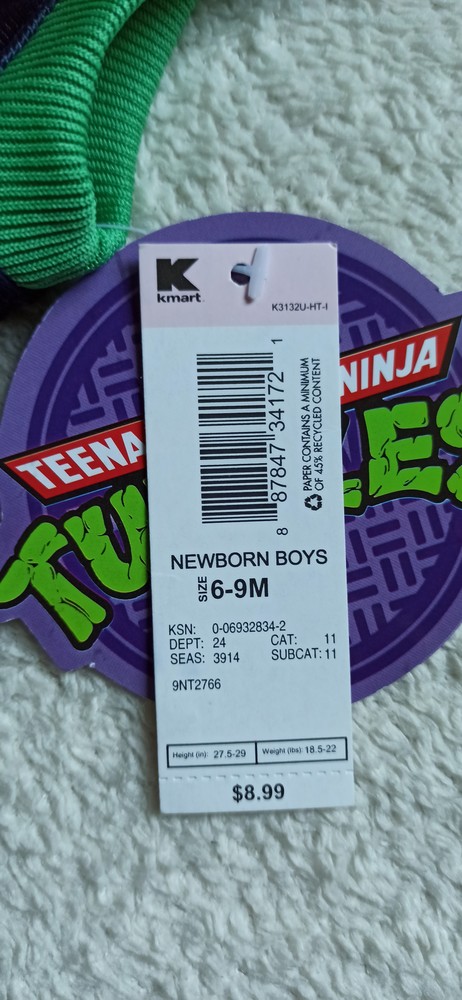 K
kmart
K3132U-HT-I
8 87847 34172 1
PAPER CONTAINS A MINIMUM
OF 45% RECYCLED CONTENT
NINJA
NEWBORN BOYS
SIZE 6-9M
KSN: 0-06932834-2
DEPT: 24 CAT: 11
SEAS: 3914 SUBCAT: 11
9NT2766
Height (in): 27.5-29 Weight (lbs): 18.5-22
$8.99
TEENA
TU
LES